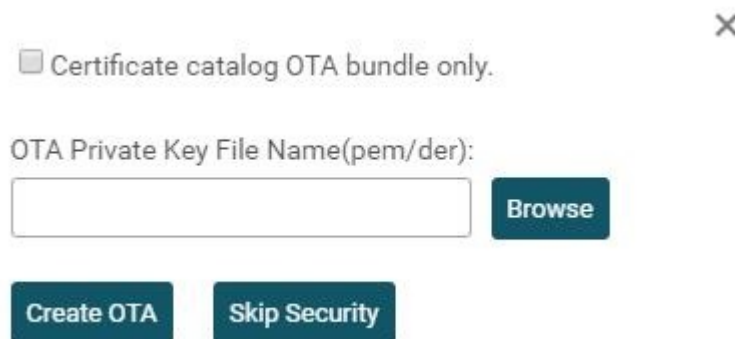 Certificate catalog OTA bundle only.
OTA Private Key File Name(pem/der):
Browse
Create OTA Skip Security